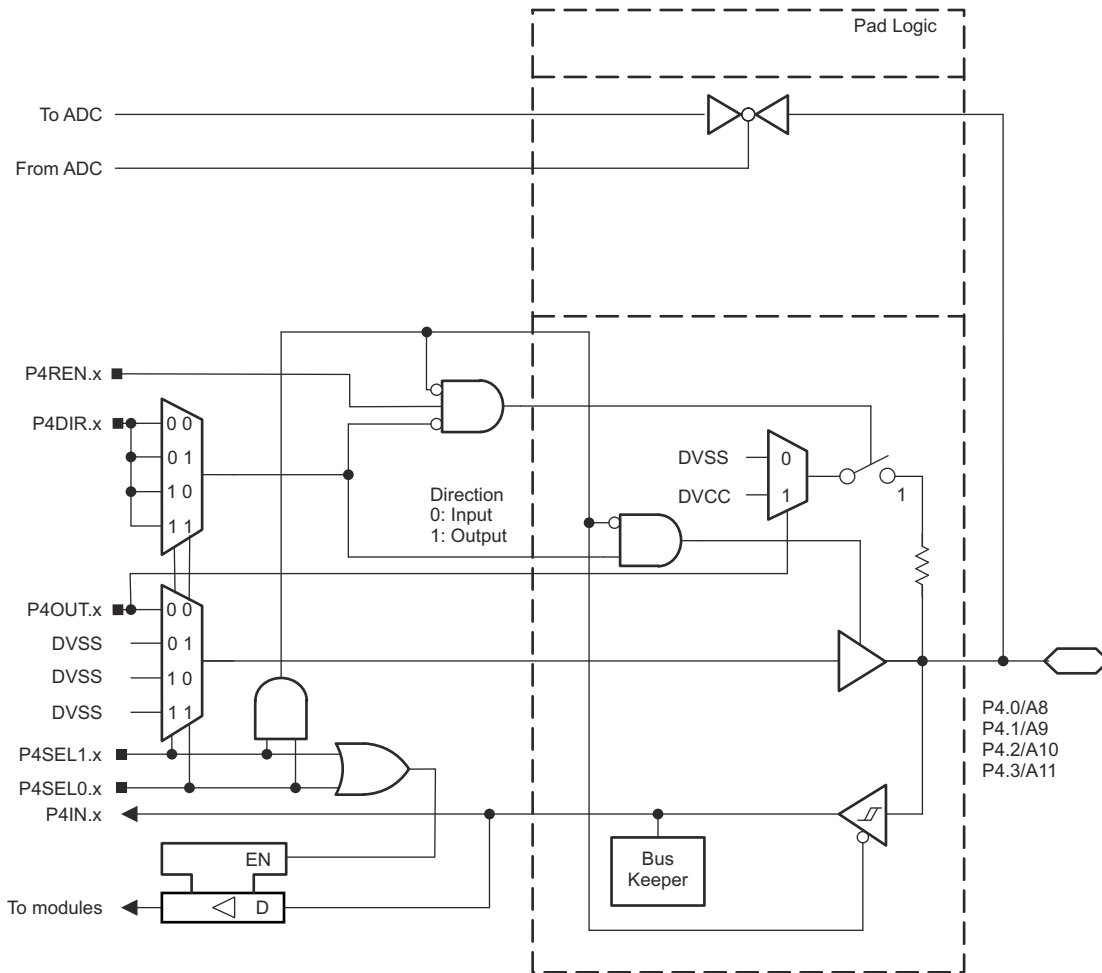 Pad Logic
To ADC
From ADC
P4REN.x
P4DIR.x
0 0
0 1
1 0
1 1
Direction
0: Input
1: Output
DVSS
0
DVCC
1
1
P4OUT.x
0 0
DVSS
0 1
DVSS
1 0
DVSS
1 1
P4.0/A8
P4.1/A9
P4.2/A10
P4.3/A11
P4SEL1.x
P4SEL0.x
P4IN.x
EN
Bus
Keeper
To modules
D